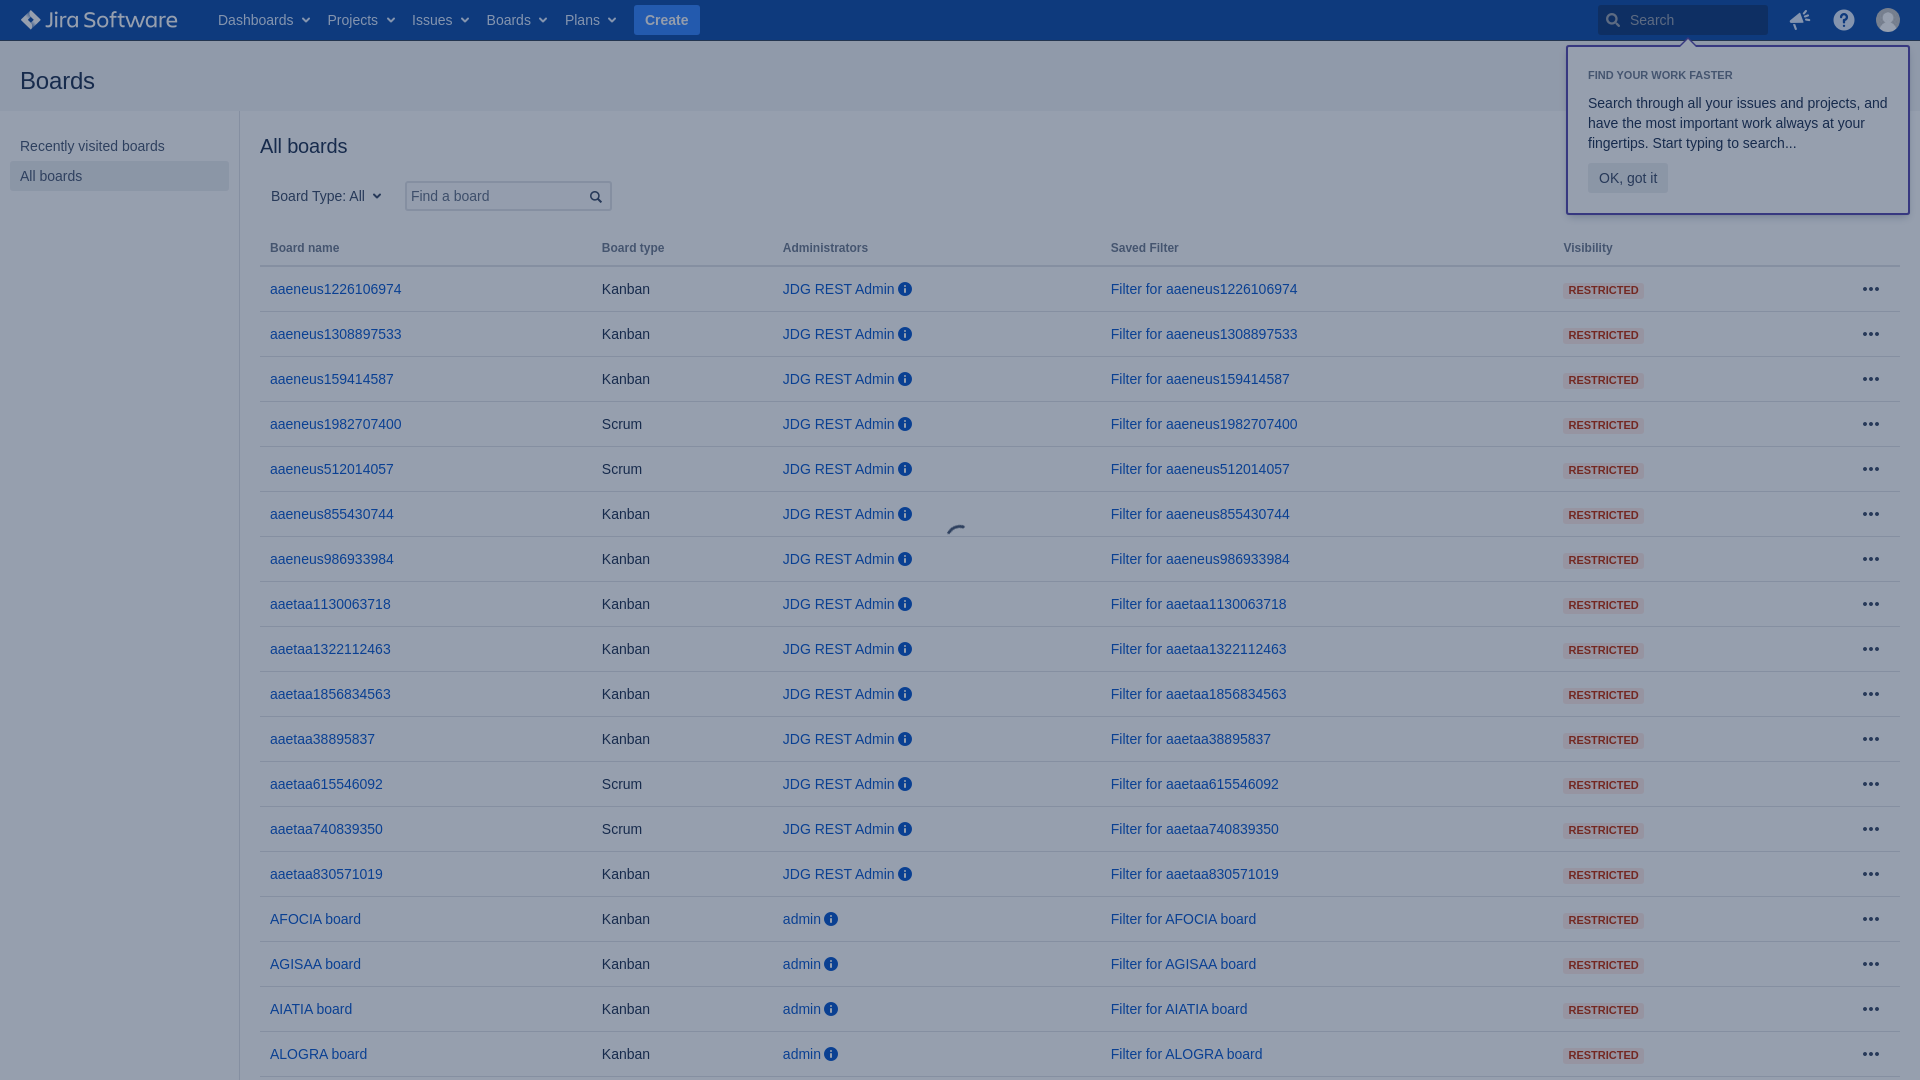 Jira Software Dashboards Projects Issues Boards Plans Create Search
Boards
FIND YOUR WORK FASTER
Search through all your issues and projects, and
have the most important work always at your
fingertips. Start typing to search...
OK, got it
Recently visited boards
All boards
All boards
Board Type: All Find a board
Board name Board type Administrators Saved Filter Visibility
aaeneus1226106974 Kanban JDG REST Admin Filter for aaeneus1226106974 RESTRICTED
aaeneus1308897533 Kanban JDG REST Admin Filter for aaeneus1308897533 RESTRICTED
aaeneus159414587 Kanban JDG REST Admin Filter for aaeneus159414587 RESTRICTED
aaeneus1982707400 Scrum JDG REST Admin Filter for aaeneus1982707400 RESTRICTED
aaeneus512014057 Scrum JDG REST Admin Filter for aaeneus512014057 RESTRICTED
aaeneus855430744 Kanban JDG REST Admin Filter for aaeneus855430744 RESTRICTED
aaeneus986933984 Kanban JDG REST Admin Filter for aaeneus986933984 RESTRICTED
aaetaa1130063718 Kanban JDG REST Admin Filter for aaetaa1130063718 RESTRICTED
aaetaa1322112463 Kanban JDG REST Admin Filter for aaetaa1322112463 RESTRICTED
aaetaa1856834563 Kanban JDG REST Admin Filter for aaetaa1856834563 RESTRICTED
aaetaa38895837 Kanban JDG REST Admin Filter for aaetaa38895837 RESTRICTED
aaetaa615546092 Scrum JDG REST Admin Filter for aaetaa615546092 RESTRICTED
aaetaa740839350 Scrum JDG REST Admin Filter for aaetaa740839350 RESTRICTED
aaetaa830571019 Kanban JDG REST Admin Filter for aaetaa830571019 RESTRICTED
AFOCIA board Kanban admin Filter for AFOCIA board RESTRICTED
AGISAA board Kanban admin Filter for AGISAA board RESTRICTED
AIATIA board Kanban admin Filter for AIATIA board RESTRICTED
ALOGRA board Kanban admin Filter for ALOGRA board RESTRICTED